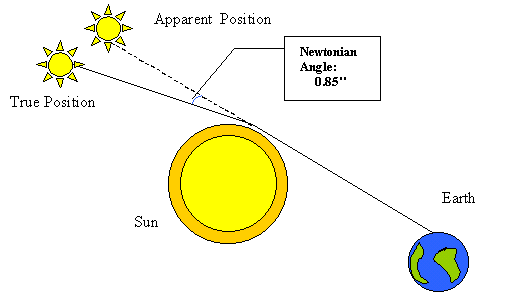 Apparent Position
Newtonian
Angle:
0.85"
True Position
Earth
Sun